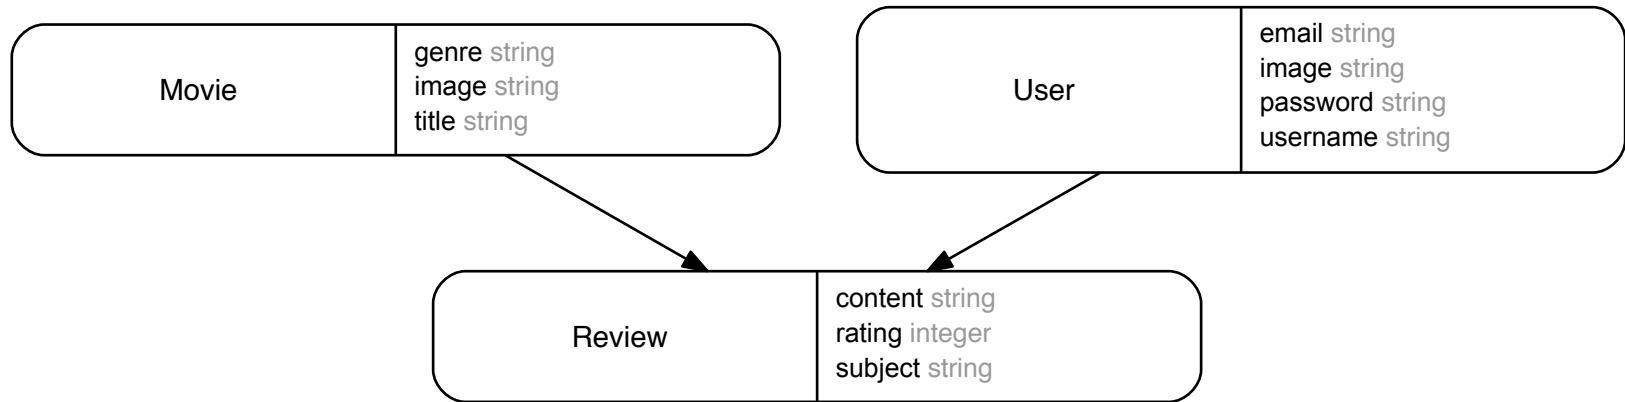 Movie
genre string
image string
title string
User
email string
image string
password string
username string
Review
content string
rating integer
subject string